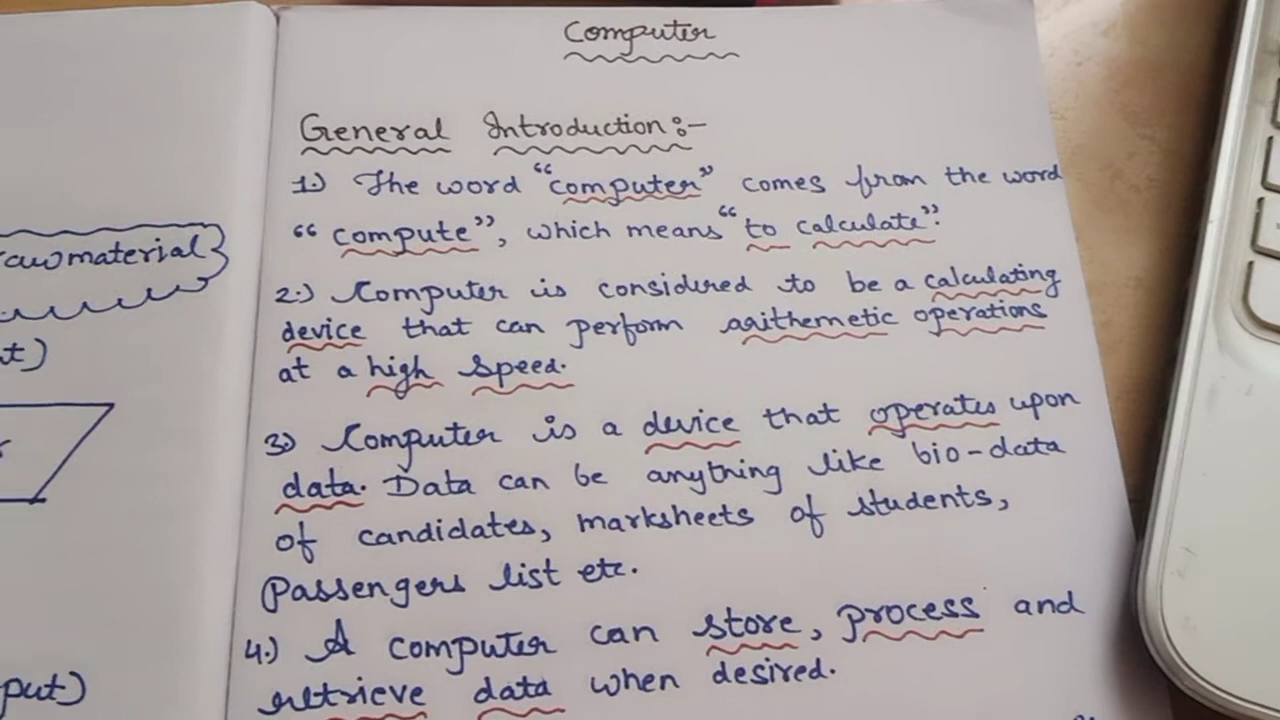 Computer
General Introduction:-
1.) The word "computer" comes from the word
"compute", which means "to calculate".
2.) Computer is considered to be a calculating
device that can perform arithemetic operations
at a high speed.
3) Computer is a device that operates upon
data. Data can be anything like bio-data
of candidates, marksheets of students,
Passengers list etc.
4.) A computer can store, process and
retrieve data when desired.
material